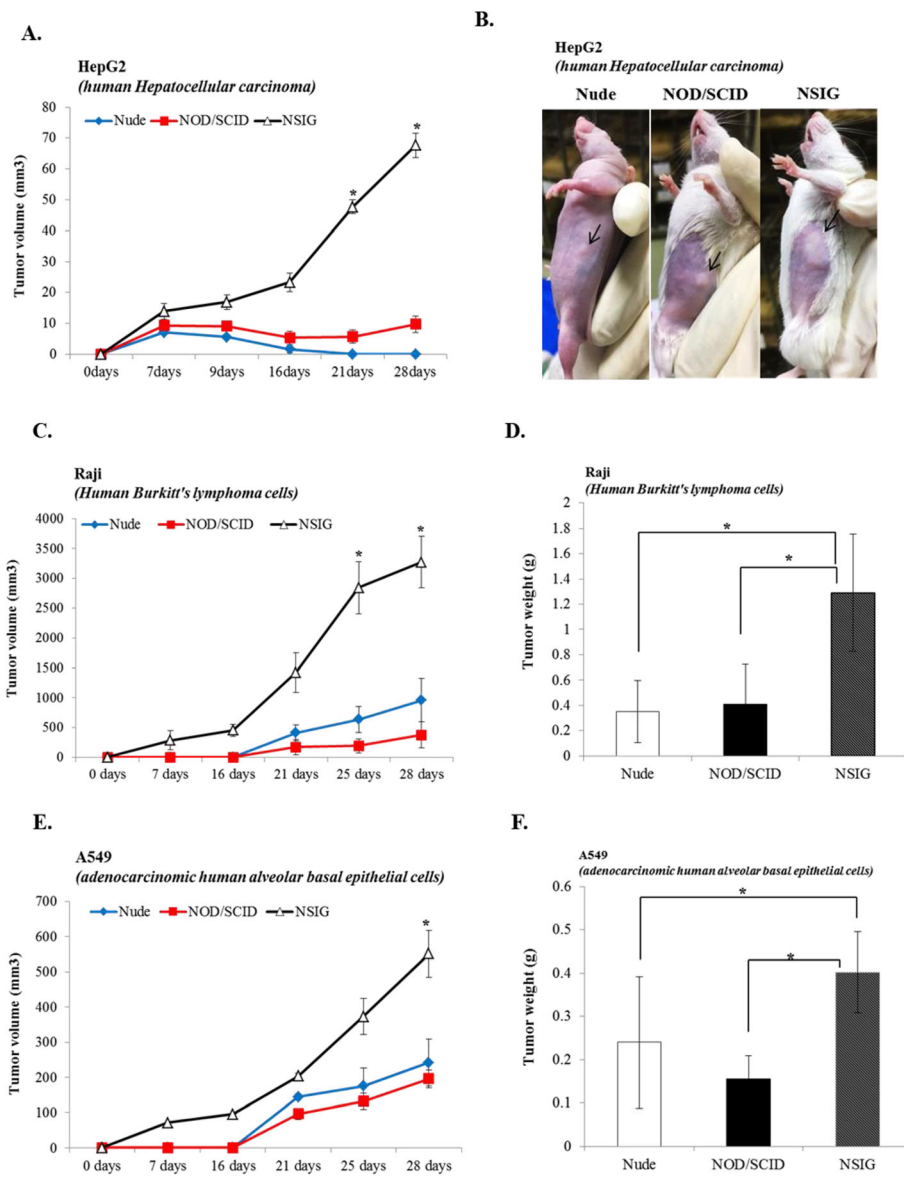 A.
HepG2
(human Hepatocellular carcinoma)
Tumor volume (mm3)
80
70
60
50
40
30
20
10
0
Nude NOD/SCID NSIG
*
*
0days 7days 9days 16days 21days 28days
B.
HepG2
(human Hepatocellular carcinoma)
Nude NOD/SCID NSIG
C.
Raji
(Human Burkitt's lymphoma cells)
Tumor volume (mm3)
4000
3500
3000
2500
2000
1500
1000
500
0
Nude NOD/SCID NSIG
* *
0 days 7 days 16 days 21 days 25 days 28 days
D.
Raji
(Human Burkitt's lymphoma cells)
Tumor weight (g)
2
1.8
1.6
1.4
1.2
1
0.8
0.6
0.4
0.2
0
*
*
Nude NOD/SCID NSIG
E.
A549
(adenocarcinomic human alveolar basal epithelial cells)
Tumor volume (mm3)
700
600
500
400
300
200
100
0
Nude NOD/SCID NSIG
*
0 days 7 days 16 days 21 days 25 days 28 days
F.
A549
(adenocarcinomic human alveolar basal epithelial cells)
Tumor weight (g)
0.6
0.5
0.4
0.3
0.2
0.1
0
*
*
Nude NOD/SCID NSIG